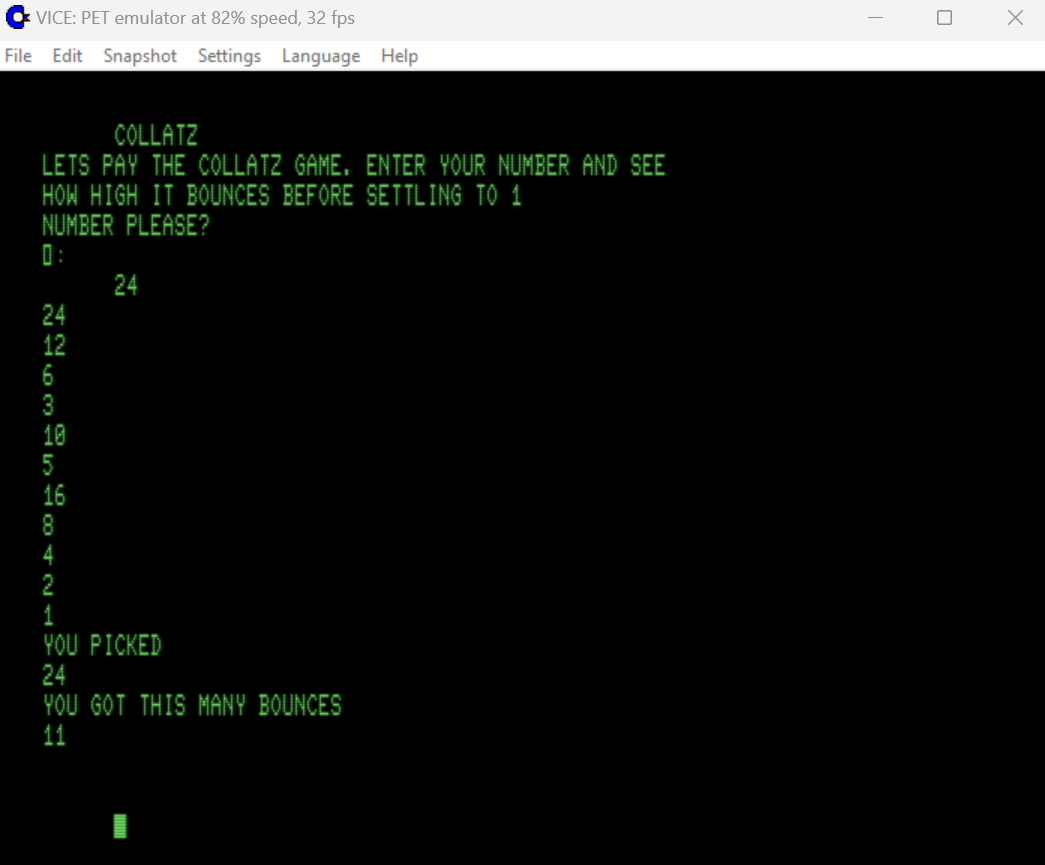 VICE: PET emulator at 82% speed, 32 fps
File Edit Snapshot Settings Language Help
COLLATZ
LETS PAY THE COLLATZ GAME. ENTER YOUR NUMBER AND SEE
HOW HIGH IT BOUNCES BEFORE SETTLING TO 1
NUMBER PLEASE?
⎕:
24
24
12
6
3
10
5
16
8
4
2
1
YOU PICKED
24
YOU GOT THIS MANY BOUNCES
11